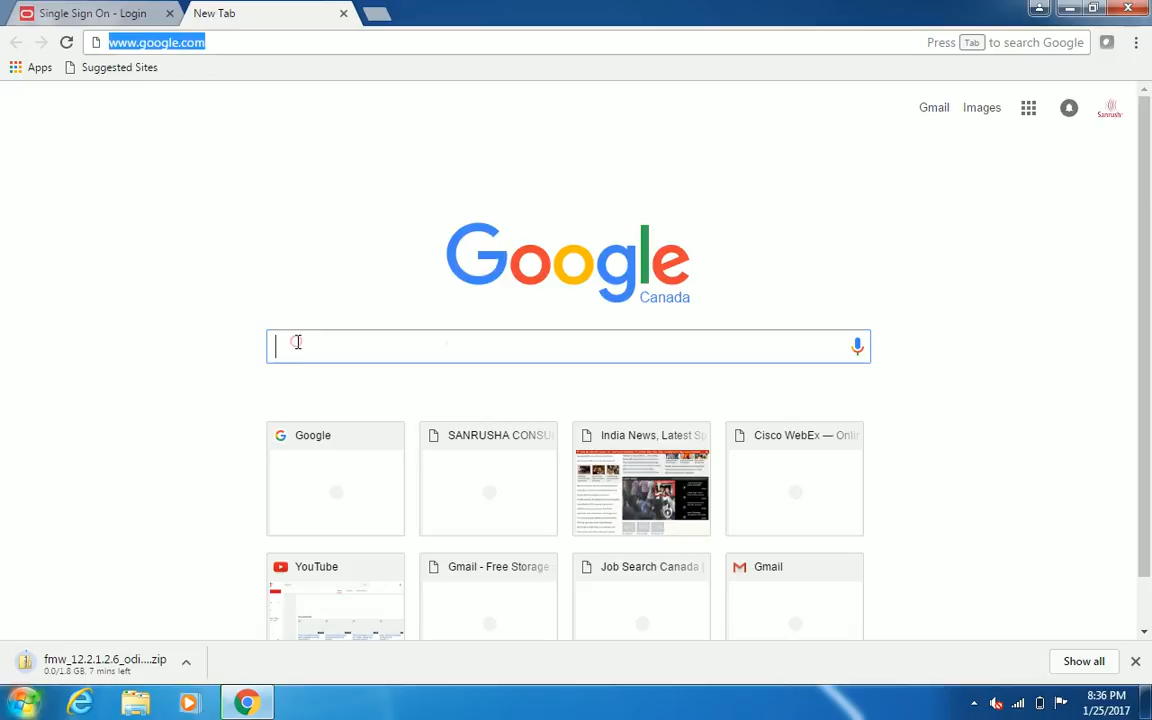 Single Sign On - Login
New Tab
www.google.com
Press Tab to search Google
Apps
Suggested Sites
Gmail
Images
Sanrush
Google
Canada
Google
SANRUSHA CONSU
India News, Latest Sp
Cisco WebEx — Onlin
YouTube
Gmail - Free Storage
Job Search Canada |
Gmail
fmw_12.2.1.2.6_odi....zip
0.0/1.8 GB, 7 mins left
Show all
8:36 PM
1/25/2017